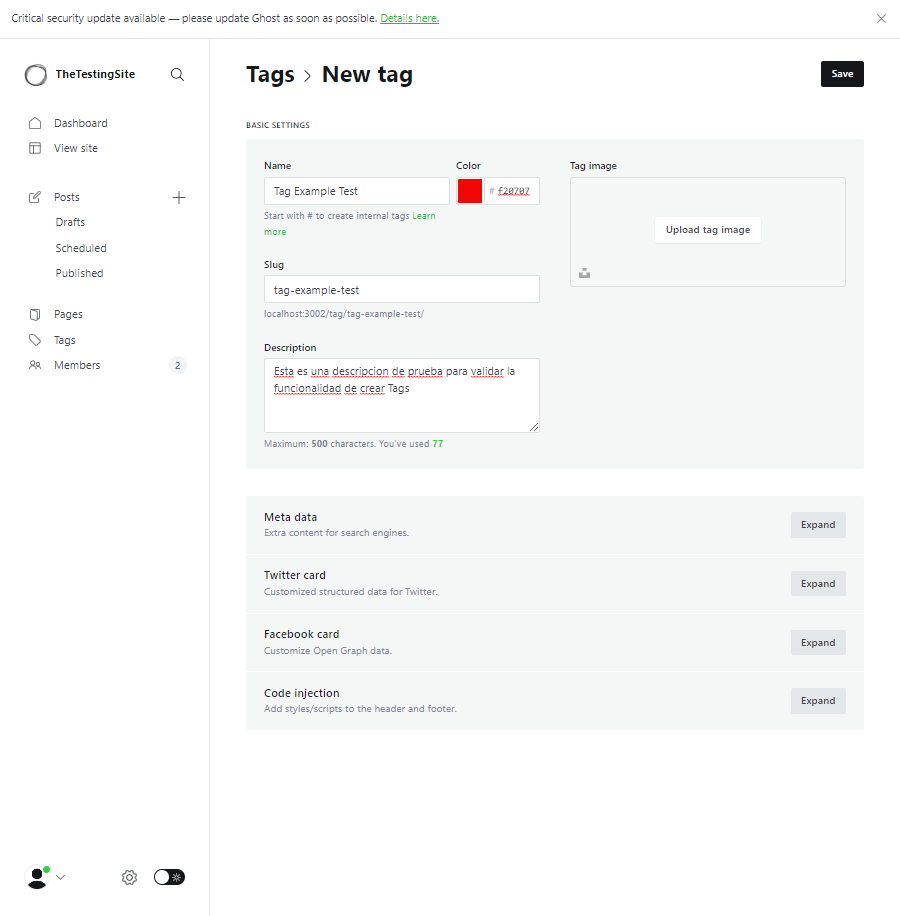 Critical security update available — please update Ghost as soon as possible. Details here.
TheTestingSite
Dashboard
View site
Posts
Drafts
Scheduled
Published
Pages
Tags
Members 2
Tags > New tag
Save
BASIC SETTINGS
Name
Tag Example Test
Start with # to create internal tags Learn
more
Color
# f20707
Slug
tag-example-test
localhost:3002/tag/tag-example-test/
Description
Esta es una descripcion de prueba para validar la
funcionalidad de crear Tags
Maximum: 500 characters. You've used 77
Tag image
Upload tag image
Meta data
Extra content for search engines.
Expand
Twitter card
Customized structured data for Twitter.
Expand
Facebook card
Customize Open Graph data.
Expand
Code injection
Add styles/scripts to the header and footer.
Expand